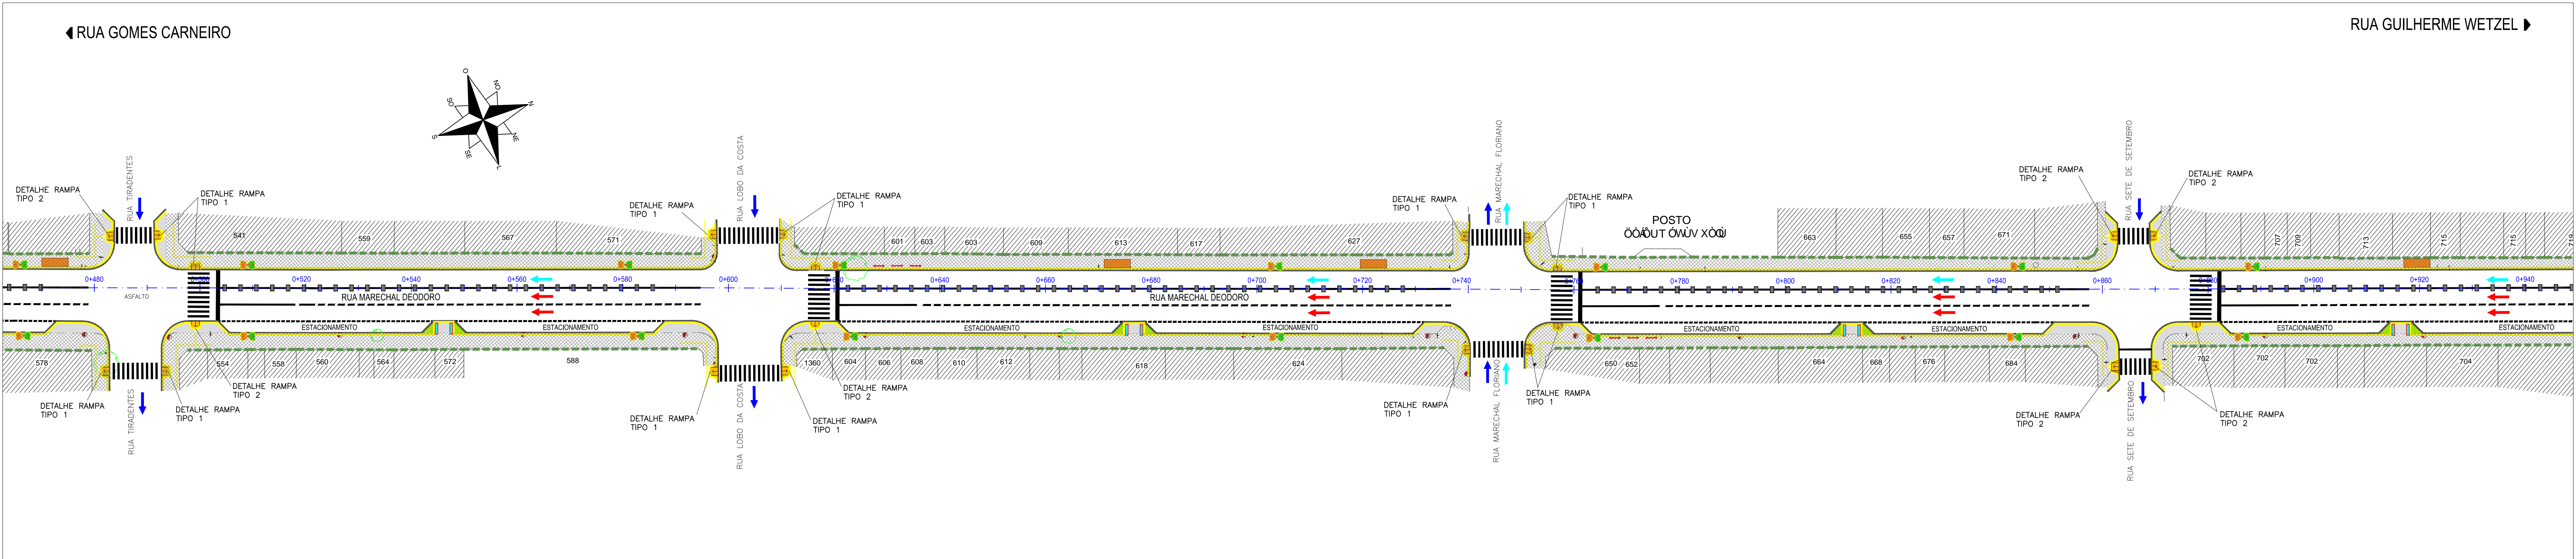 RUA GOMES CARNEIRO
RUA GUILHERME WETZEL
O
NO
N
NE
L
SE
S
SO
RUA TIRADENTES
RUA LOBO DA COSTA
RUA MARECHAL FLORIANO
RUA SETE DE SETEMBRO
DETALHE RAMPA
TIPO 2
DETALHE RAMPA
TIPO 1
DETALHE RAMPA
TIPO 1
DETALHE RAMPA
TIPO 1
DETALHE RAMPA
TIPO 1
DETALHE RAMPA
TIPO 1
DETALHE RAMPA
TIPO 2
DETALHE RAMPA
TIPO 2
POSTO
541
559
567
571
601
603
603
609
613
617
627
663
655
657
671
707
709
713
715
715
719
0+480
0+520
0+540
0+560
0+580
0+600
0+640
0+660
0+680
0+700
0+720
0+740
0+760
0+780
0+800
0+820
0+840
0+860
0+880
0+900
0+920
0+940
ASFALTO
RUA MARECHAL DEODORO
RUA MARECHAL DEODORO
ESTACIONAMENTO
ESTACIONAMENTO
ESTACIONAMENTO
ESTACIONAMENTO
ESTACIONAMENTO
ESTACIONAMENTO
ESTACIONAMENTO
ESTACIONAMENTO
578
554
558
560
564
572
588
1360
604
606
608
610
612
618
624
650
652
664
668
676
684
702
702
702
704
DETALHE RAMPA
TIPO 1
DETALHE RAMPA
TIPO 1
DETALHE RAMPA
TIPO 2
DETALHE RAMPA
TIPO 1
DETALHE RAMPA
TIPO 2
DETALHE RAMPA
TIPO 1
DETALHE RAMPA
TIPO 1
DETALHE RAMPA
TIPO 1
DETALHE RAMPA
TIPO 2
DETALHE RAMPA
TIPO 2
RUA TIRADENTES
RUA LOBO DA COSTA
RUA MARECHAL FLORIANO
RUA SETE DE SETEMBRO